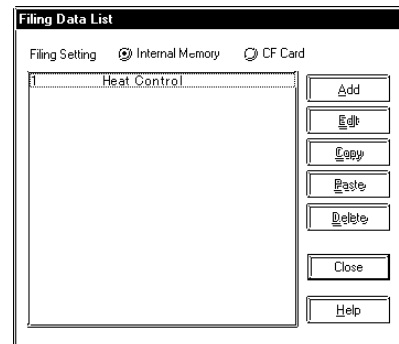 Filing Data List
Filing Setting Internal Memory CF Card
1 Heat Control
Add
Edit
Copy
Paste
Delete
Close
Help